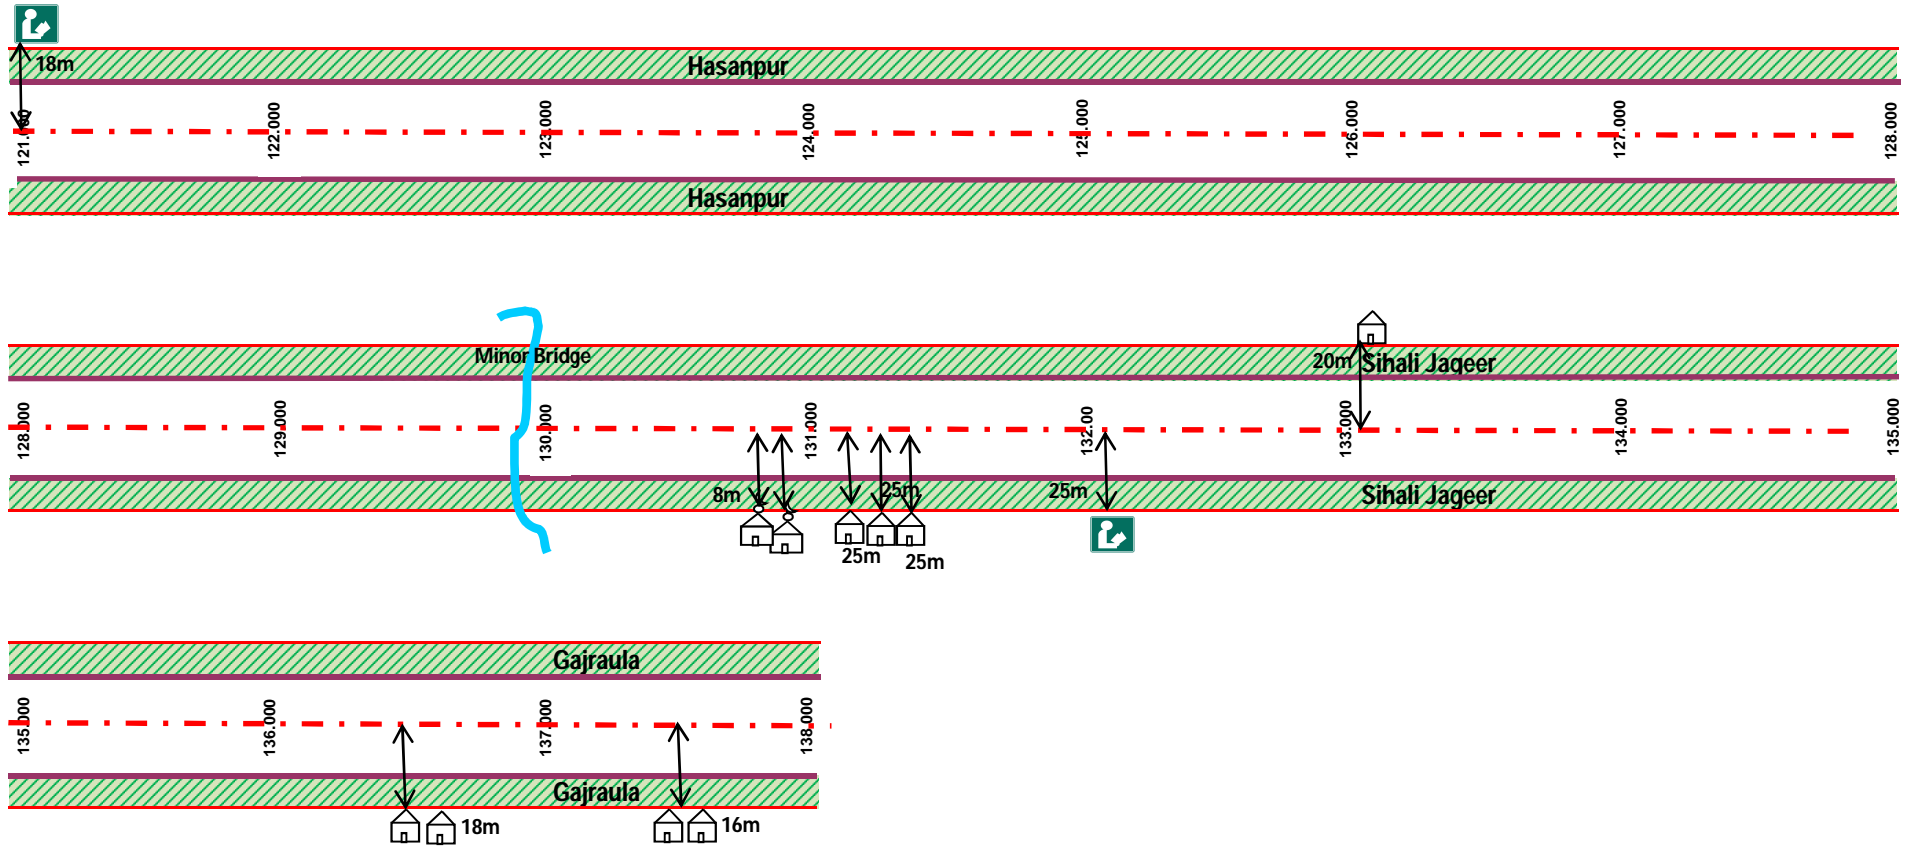 18m
Hasanpur
121.000
122.000
123.000
124.000
125.000
126.000
127.000
128.000
Hasanpur
Minor Bridge
20m
Sihali Jageer
128.000
129.000
130.000
131.000
132.00
133.000
134.000
135.000
8m
25m
25m
Sihali Jageer
25m
25m
Gajraula
135.000
136.000
137.000
138.000
Gajraula
18m
16m